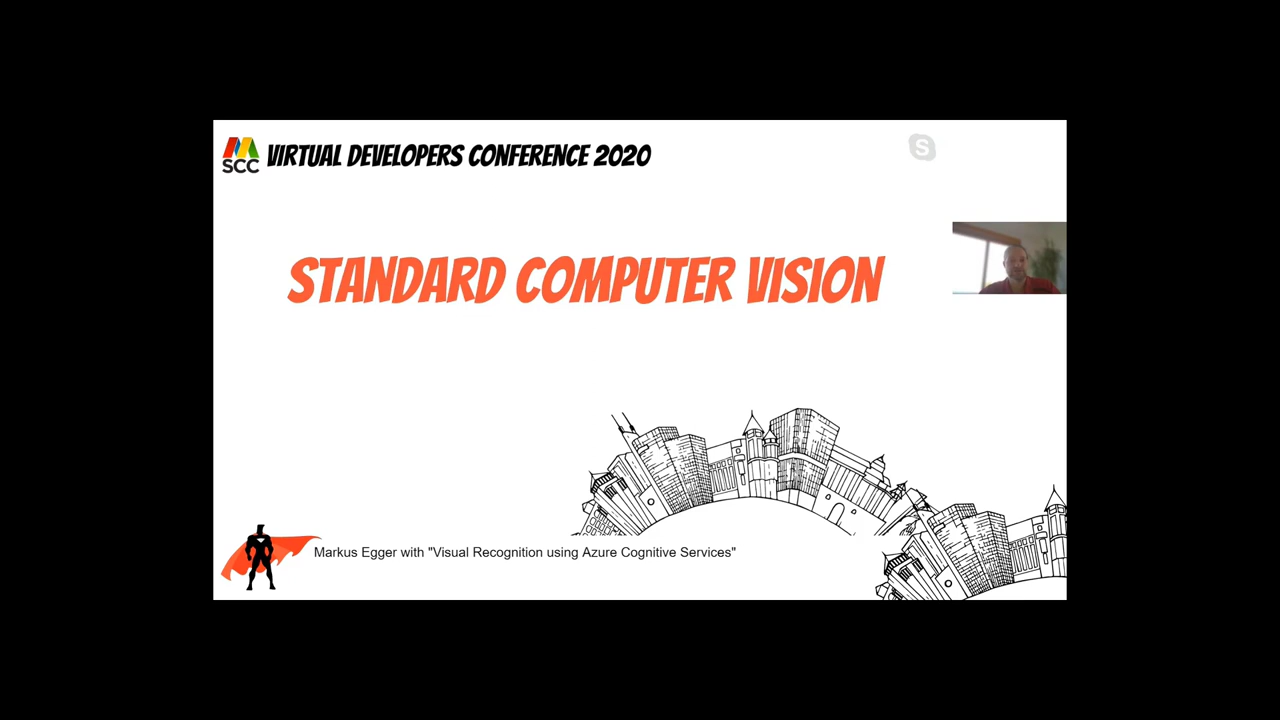 SCC
VIRTUAL DEVELOPERS CONFERENCE 2020
S
STANDARD COMPUTER VISION
Markus Egger with "Visual Recognition using Azure Cognitive Services"